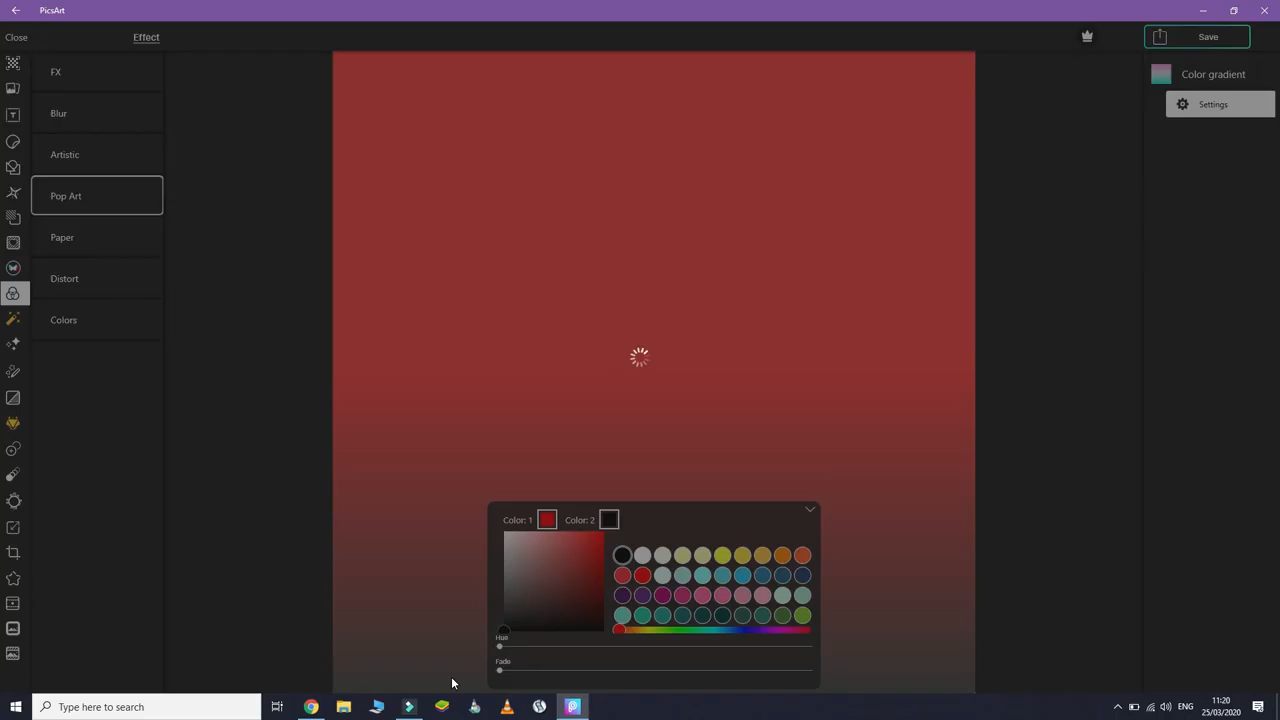 PicsArt
Close
Effect
Save
FX
Blur
Artistic
Pop Art
Paper
Distort
Colors
Color gradient
Settings
Color: 1
Color: 2
Hue
Fade
Type here to search
ENG
11:20
25/03/2020